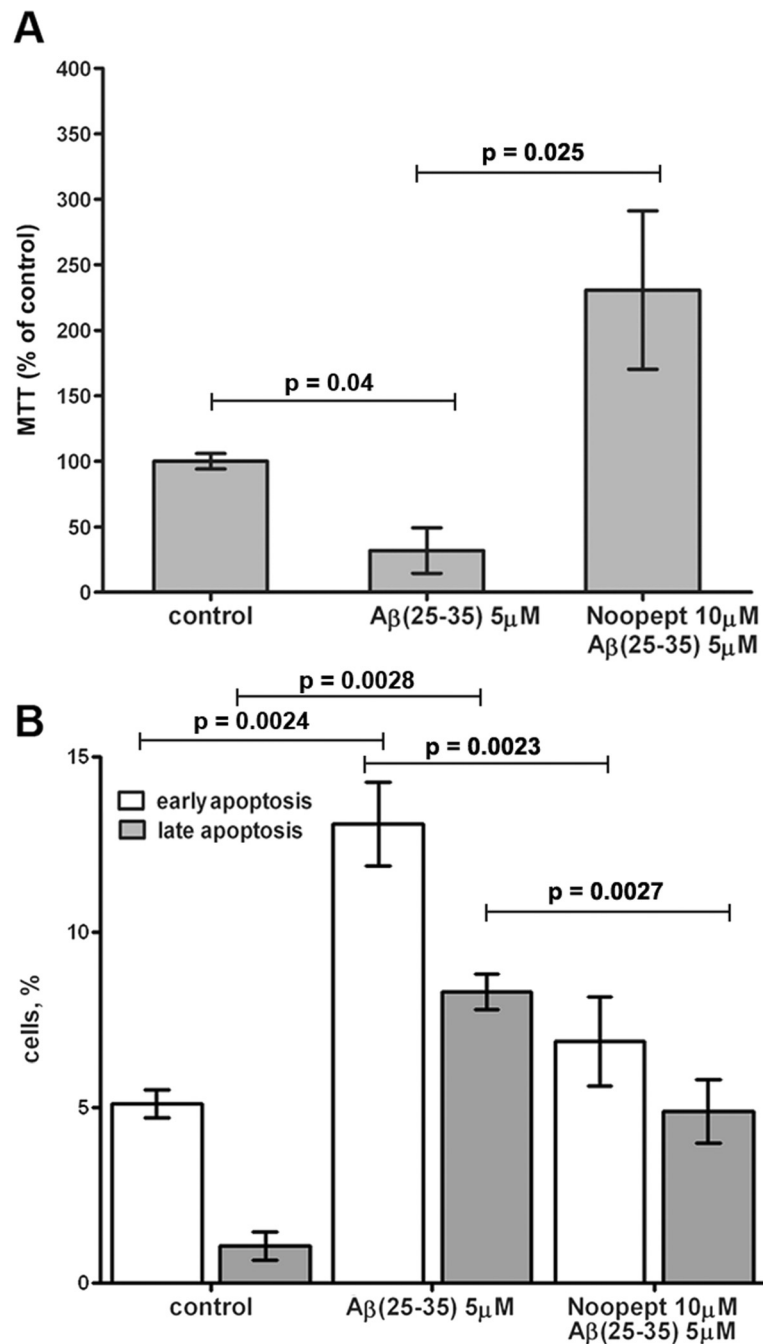 A
400
350
300
250
200
150
100
50
0
MTT (% of control)
p = 0.025
p = 0.04
control
Aβ(25-35) 5μM
Noopept 10μM
Aβ(25-35) 5μM
B
p = 0.0028
p = 0.0024
p = 0.0023
15
10
5
0
cells, %
early apoptosis
late apoptosis
p = 0.0027
control
Aβ(25-35) 5μM
Noopept 10μM
Aβ(25-35) 5μM